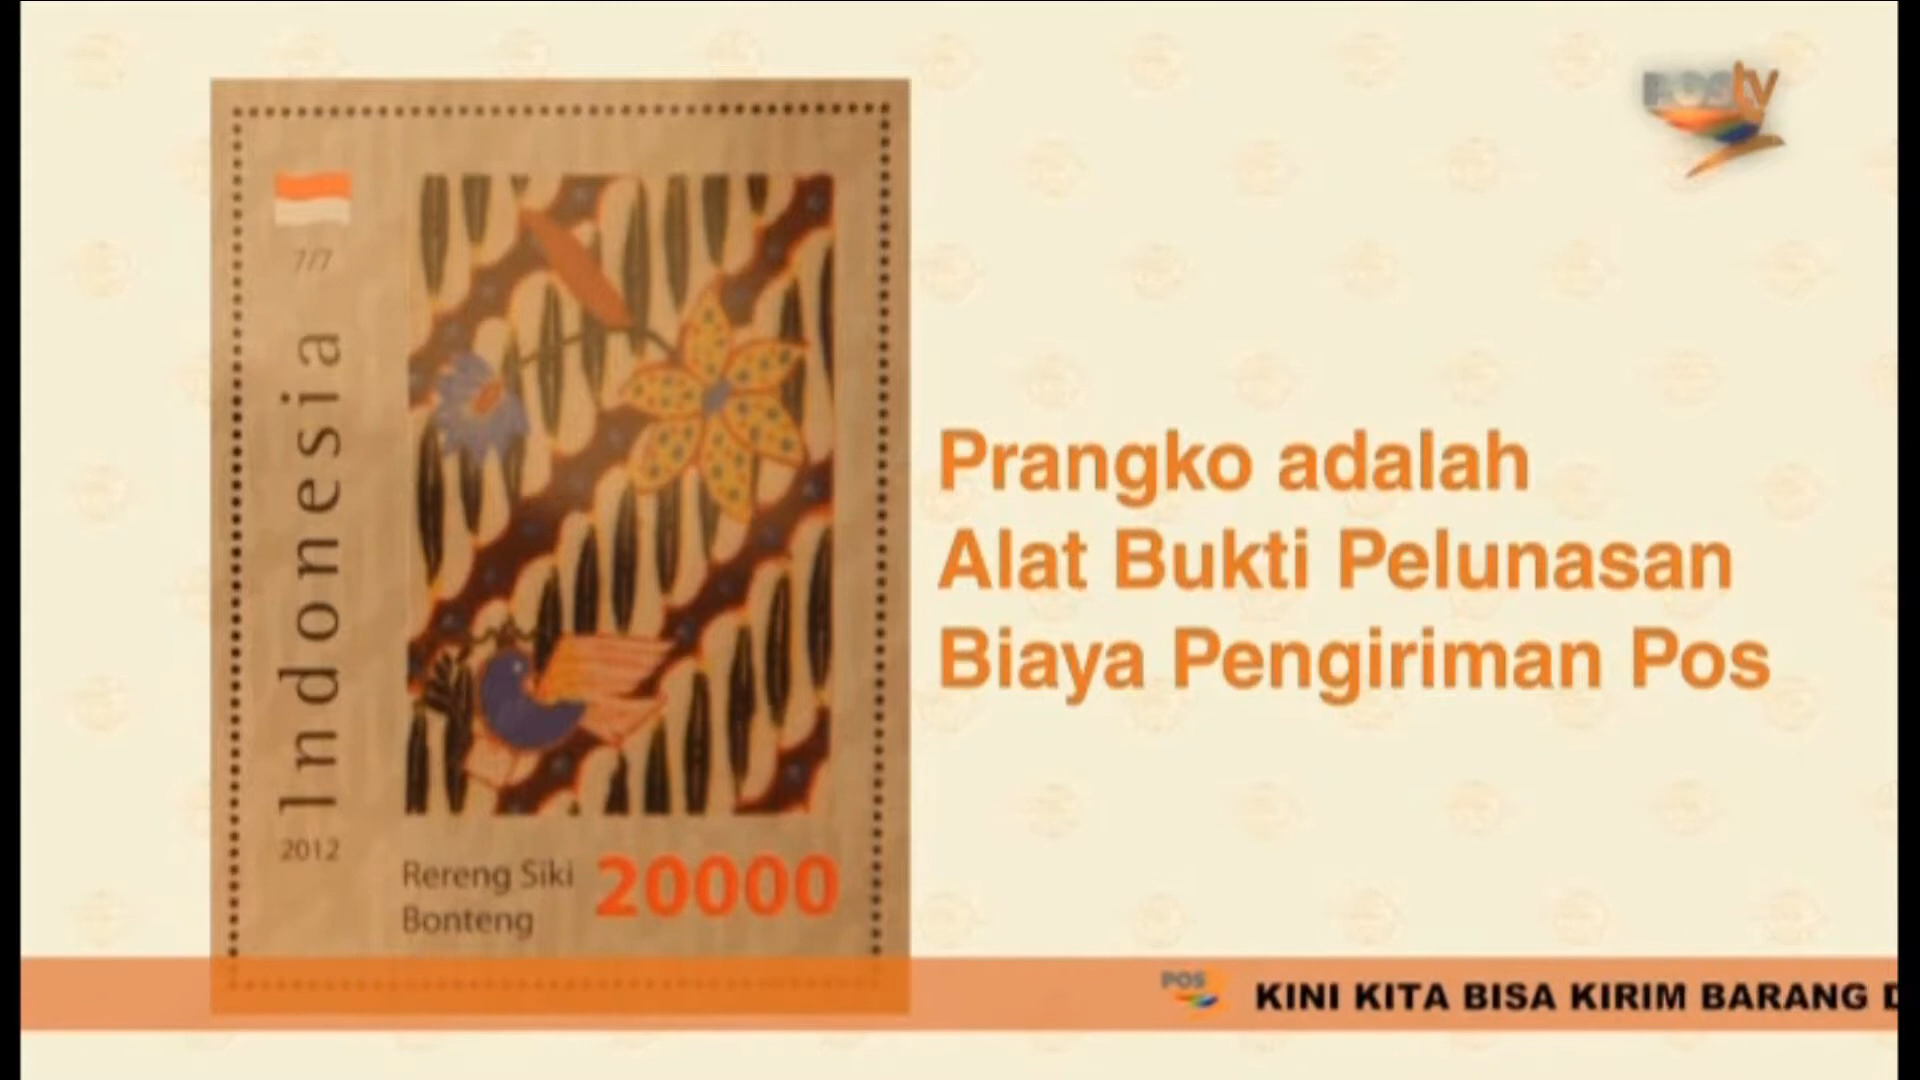 POStv
7/7
Indonesia
2012
Rereng Siki
Bonteng
20000
Prangko adalah
Alat Bukti Pelunasan
Biaya Pengiriman Pos
POS
KINI KITA BISA KIRIM BARANG